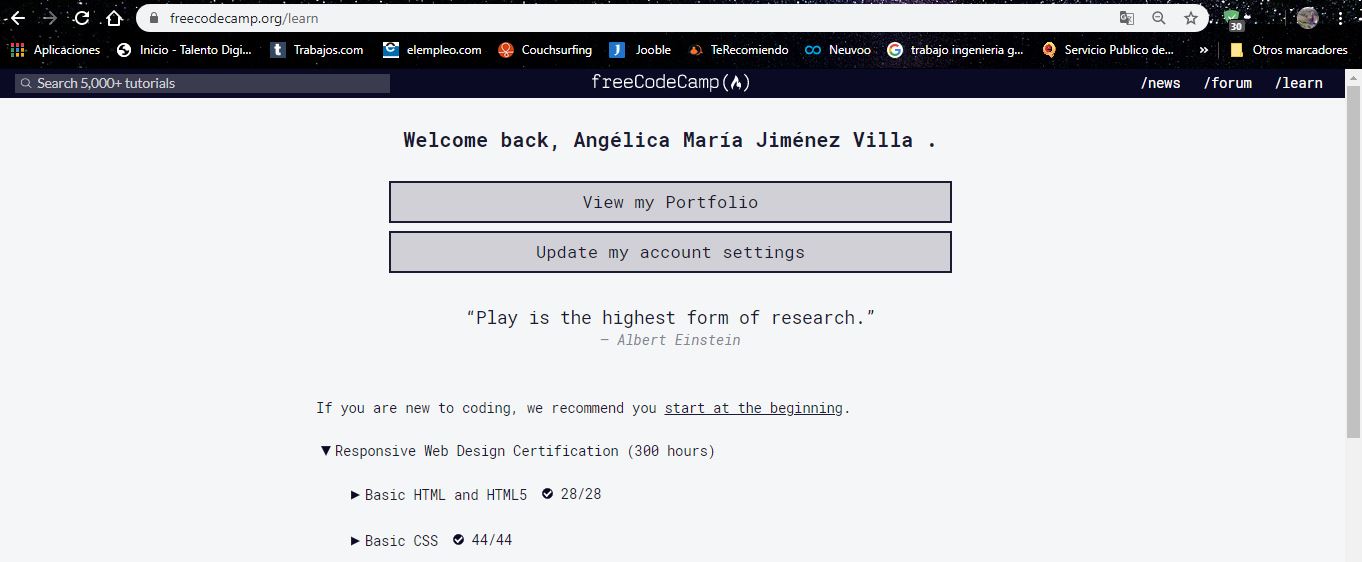 freecodecamp.org/learn
30
Aplicaciones
Inicio - Talento Digi...
t Trabajos.com
elempleo.com
Couchsurfing
J Jooble
TeRecomiendo
Neuvoo
G trabajo ingenieria g...
Servicio Publico de...
»
Otros marcadores
Search 5,000+ tutorials
freeCodeCamp(🔥)
/news
/forum
/learn
Welcome back, Angélica María Jiménez Villa .
View my Portfolio
Update my account settings
“Play is the highest form of research.”
— Albert Einstein
If you are new to coding, we recommend you start at the beginning.
Responsive Web Design Certification (300 hours)
Basic HTML and HTML5 28/28
Basic CSS 44/44